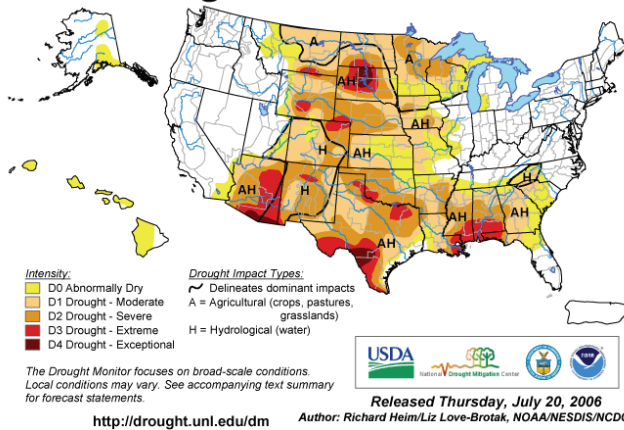 A
A
AH
AH
H
AH
H
AH
H
AH
AH
AH
Intensity:
D0 Abnormally Dry
D1 Drought - Moderate
D2 Drought - Severe
D3 Drought - Extreme
D4 Drought - Exceptional
Drought Impact Types:
Delineates dominant impacts
A = Agricultural (crops, pastures,
grasslands)
H = Hydrological (water)
The Drought Monitor focuses on broad-scale conditions.
Local conditions may vary. See accompanying text summary
for forecast statements.
http://drought.unl.edu/dm
USDA
National Drought Mitigation Center
Released Thursday, July 20, 2006
Author: Richard Heim/Liz Love-Brotak, NOAA/NESDIS/NCDC